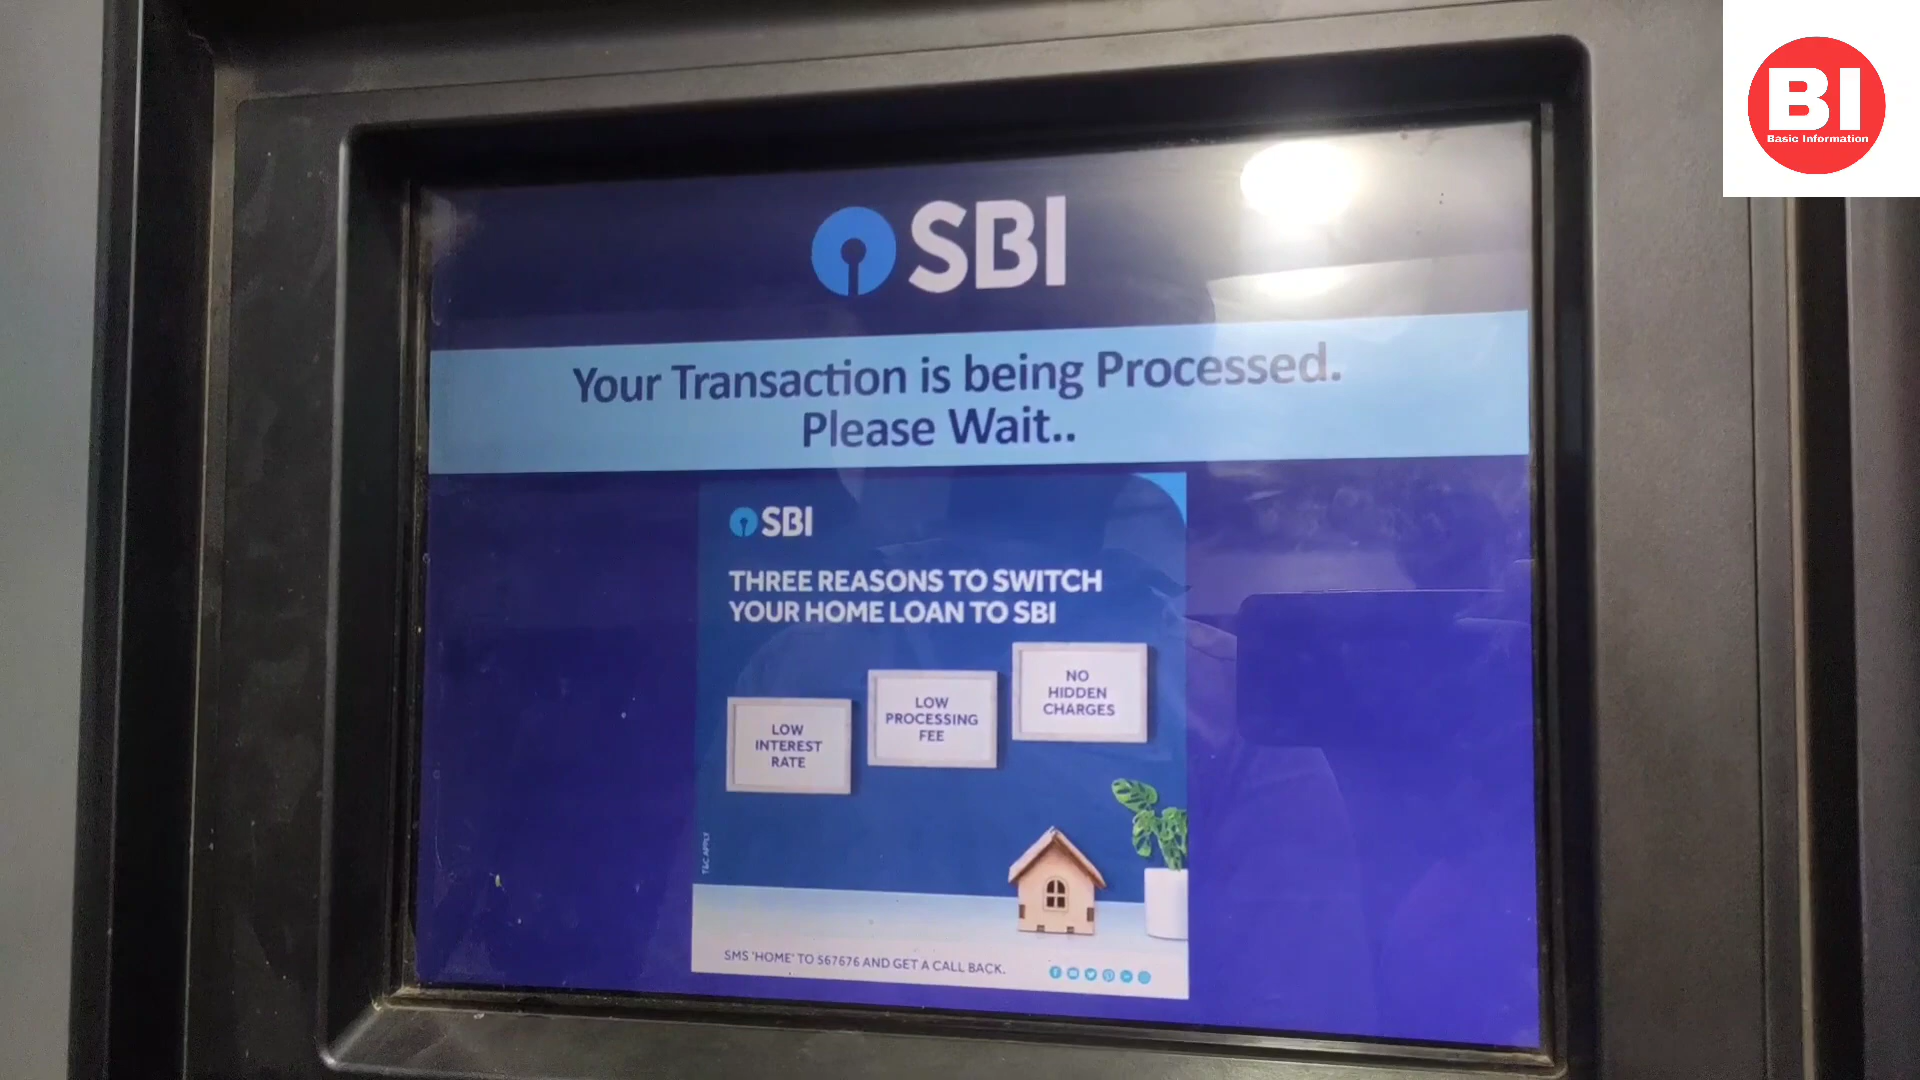 BI
Basic Information
SBI
Your Transaction is being Processed.
Please Wait..
SBI
THREE REASONS TO SWITCH
YOUR HOME LOAN TO SBI
LOW
INTEREST
RATE
LOW
PROCESSING
FEE
NO
HIDDEN
CHARGES
T&C APPLY
SMS 'HOME' TO 567676 AND GET A CALL BACK.